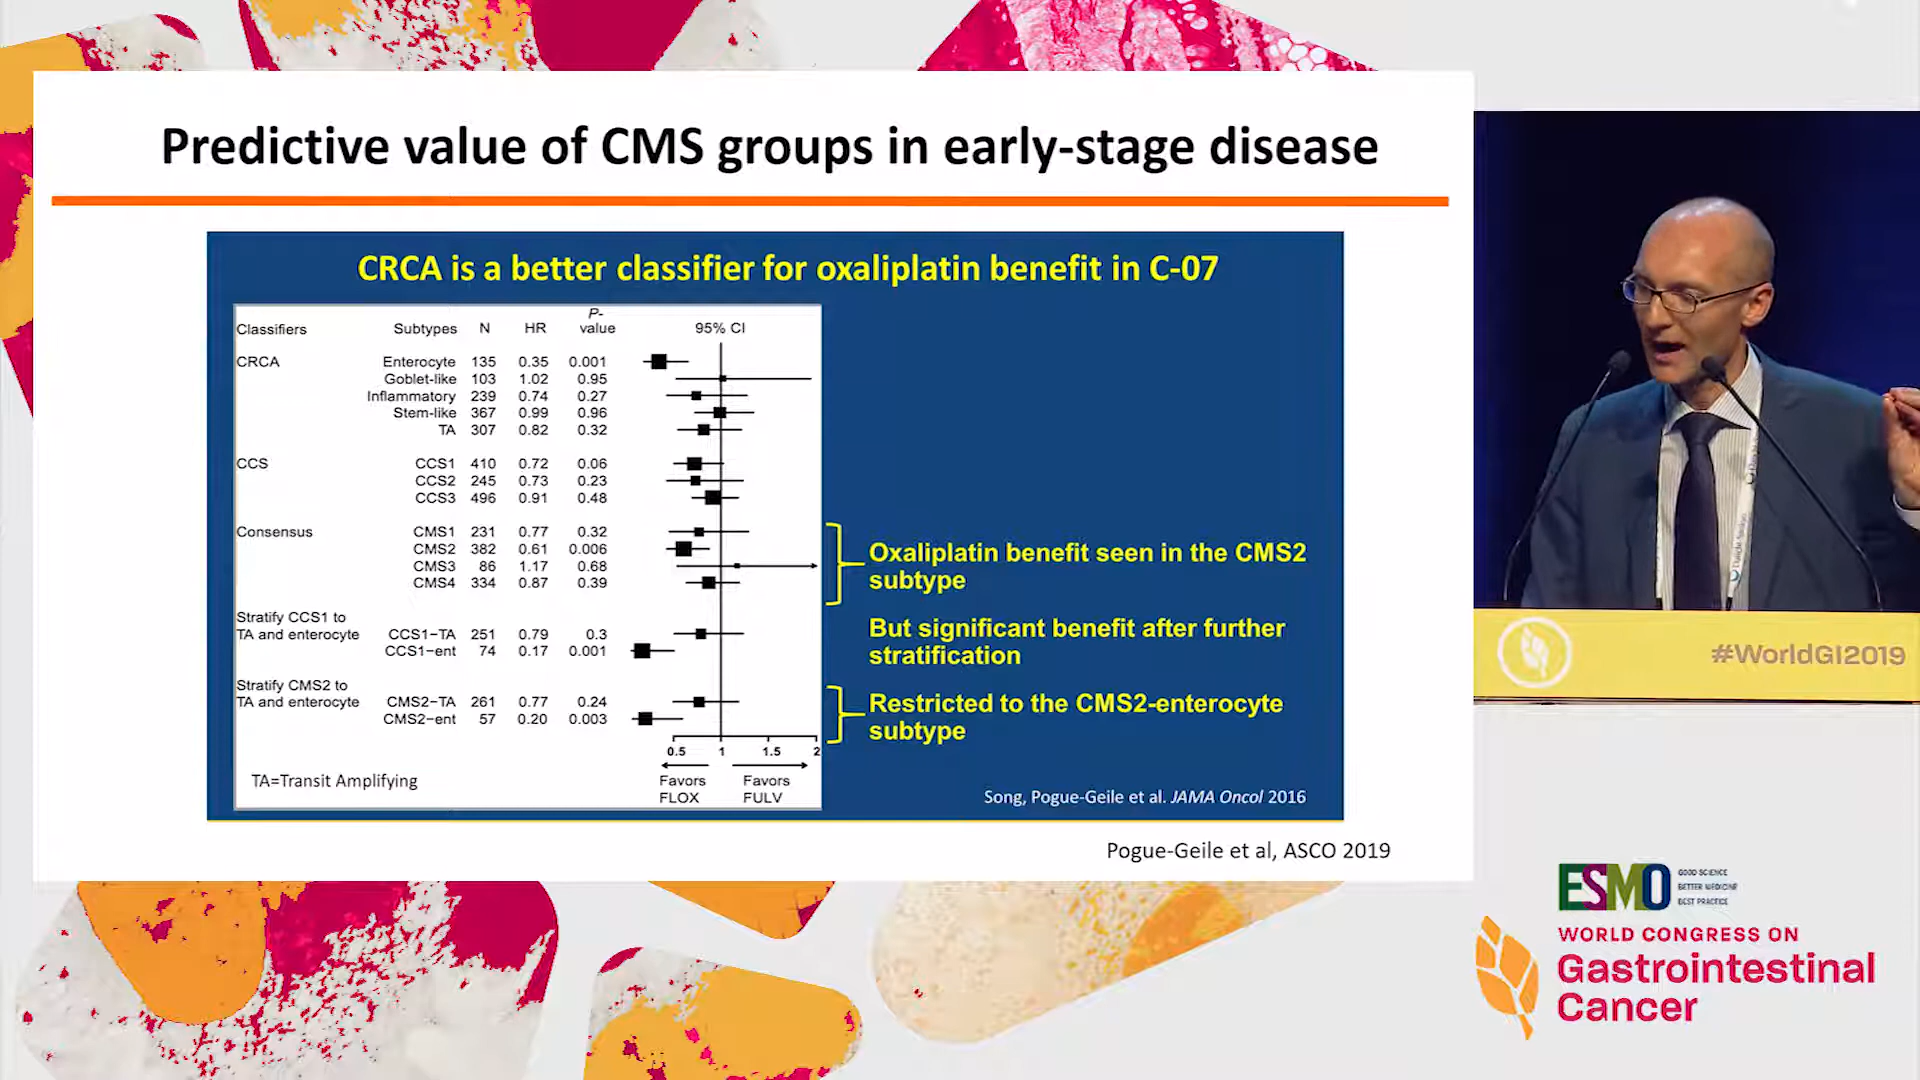 Predictive value of CMS groups in early-stage disease
CRCA is a better classifier for oxaliplatin benefit in C-07
Classifiers Subtypes N HR P-value 95% CI
CRCA Enterocyte 135 0.35 0.001
Goblet-like 103 1.02 0.95
Inflammatory 239 0.74 0.27
Stem-like 367 0.99 0.96
TA 307 0.82 0.32
CCS CCS1 410 0.72 0.06
CCS2 245 0.73 0.23
CCS3 496 0.91 0.48
Consensus CMS1 231 0.77 0.32
CMS2 382 0.61 0.006
CMS3 86 1.17 0.68
CMS4 334 0.87 0.39
Stratify CCS1 to
TA and enterocyte CCS1-TA 251 0.79 0.3
CCS1-ent 74 0.17 0.001
Stratify CMS2 to
TA and enterocyte CMS2-TA 261 0.77 0.24
CMS2-ent 57 0.20 0.003
0.5 1 1.5 2
Favors Favors
FLOX FULV
TA=Transit Amplifying
Oxaliplatin benefit seen in the CMS2
subtype
But significant benefit after further
stratification
Restricted to the CMS2-enterocyte
subtype
Song, Pogue-Geile et al. JAMA Oncol 2016
Pogue-Geile et al, ASCO 2019
#WorldGI2019
ESMO
GOOD SCIENCE
BETTER MEDICINE
BEST PRACTICE
WORLD CONGRESS ON
Gastrointestinal
Cancer